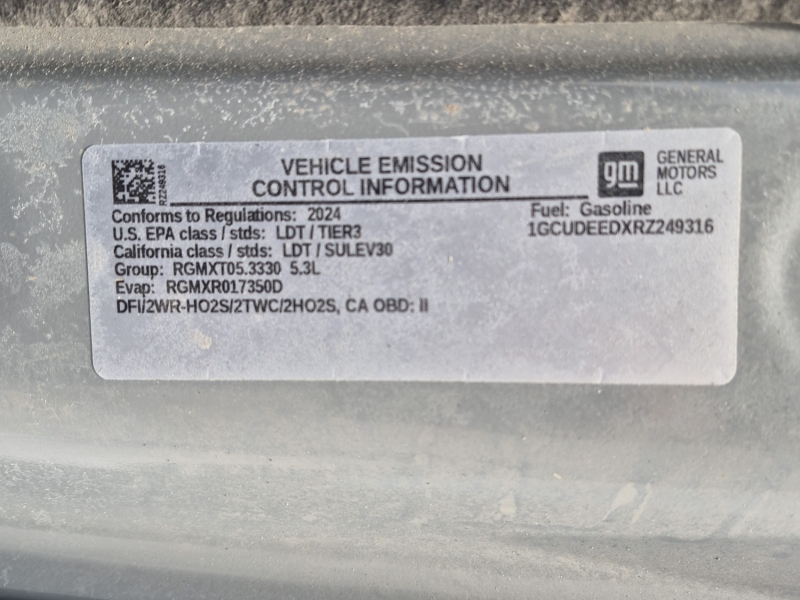 RZ249316
VEHICLE EMISSION
CONTROL INFORMATION
gm
GENERAL
MOTORS
LLC
Conforms to Regulations: 2024
Fuel: Gasoline
U.S. EPA class / stds: LDT / TIER3
1GCUDEEDXRZ249316
California class / stds: LDT / SULEV30
Group: RGMXT05.3330 5.3L
Evap: RGMXR017350D
DFI/2WR-HO2S/2TWC/2HO2S, CA OBD: II